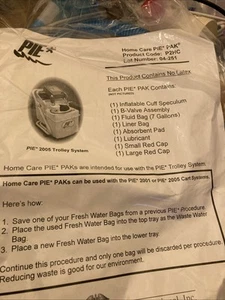 PIE
Home Care PIE® PAK®
Product Code: P2HC
Lot Number: 94-251
This Product Contains No Latex
Each PIE® PAK Contains:
(1) Inflatable Cuff Speculum
(1) B-Valve Assembly
(1) Fluid Bag (7 Gallons)
(1) Liner Bag
(1) Absorbent Pad
(1) Lubricant
(1) Small Red Cap
(1) Large Red Cap
PIE® 2005 Trolley System
Home Care PIE® PAKs are intended for use with the PIE® Trolley System.
Home Care PIE® PAKs can be used with the PIE® 2001 or PIE® 2005 Cart Systems.
Here's how:
1. Save one of your Fresh Water Bags from a previous PIE® Procedure.
2. Place the used Fresh Water Bag into the top tray as the Waste Water
Bag.
3. Place a new Fresh Water Bag into the lower tray.
Continue this procedure and only one bag will be discarded per procedure.
Reducing waste is good for our environment.